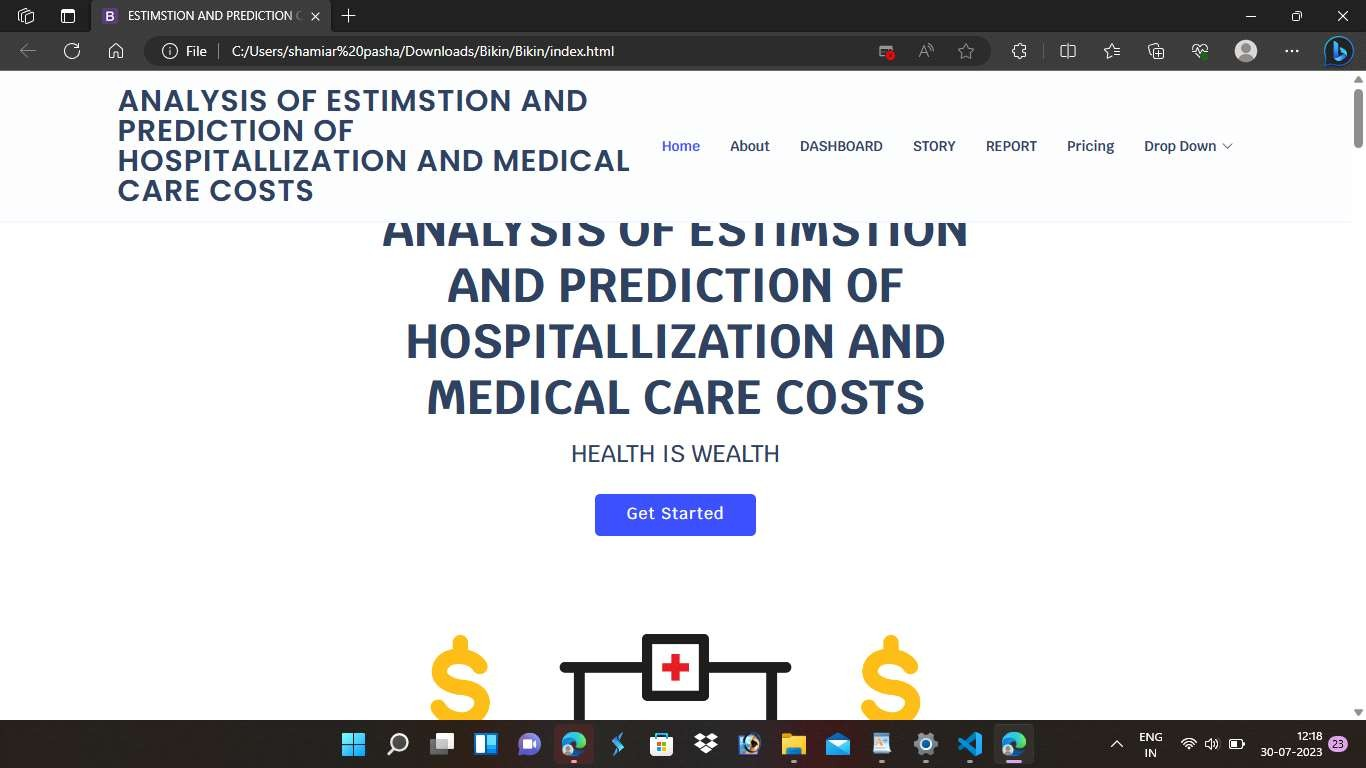 ESTIMSTION AND PREDICTION C
File
C:/Users/shamiar%20pasha/Downloads/Bikin/Bikin/index.html
ANALYSIS OF ESTIMSTION AND
PREDICTION OF
HOSPITALLIZATION AND MEDICAL
CARE COSTS
Home About DASHBOARD STORY REPORT Pricing Drop Down
ANALYSIS OF ESTIMSTION
AND PREDICTION OF
HOSPITALLIZATION AND
MEDICAL CARE COSTS
HEALTH IS WEALTH
Get Started
ENG
IN
12:18
30-07-2023
23